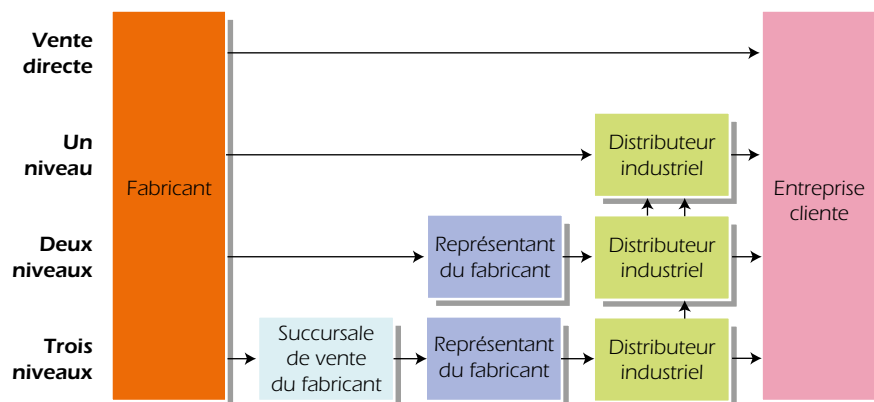 Vente
directe
Un
niveau
Distributeur
industriel
Fabricant
Entreprise
cliente
Deux
niveaux
Représentant
du fabricant
Distributeur
industriel
Trois
niveaux
Succursale
de vente
du fabricant
Représentant
du fabricant
Distributeur
industriel